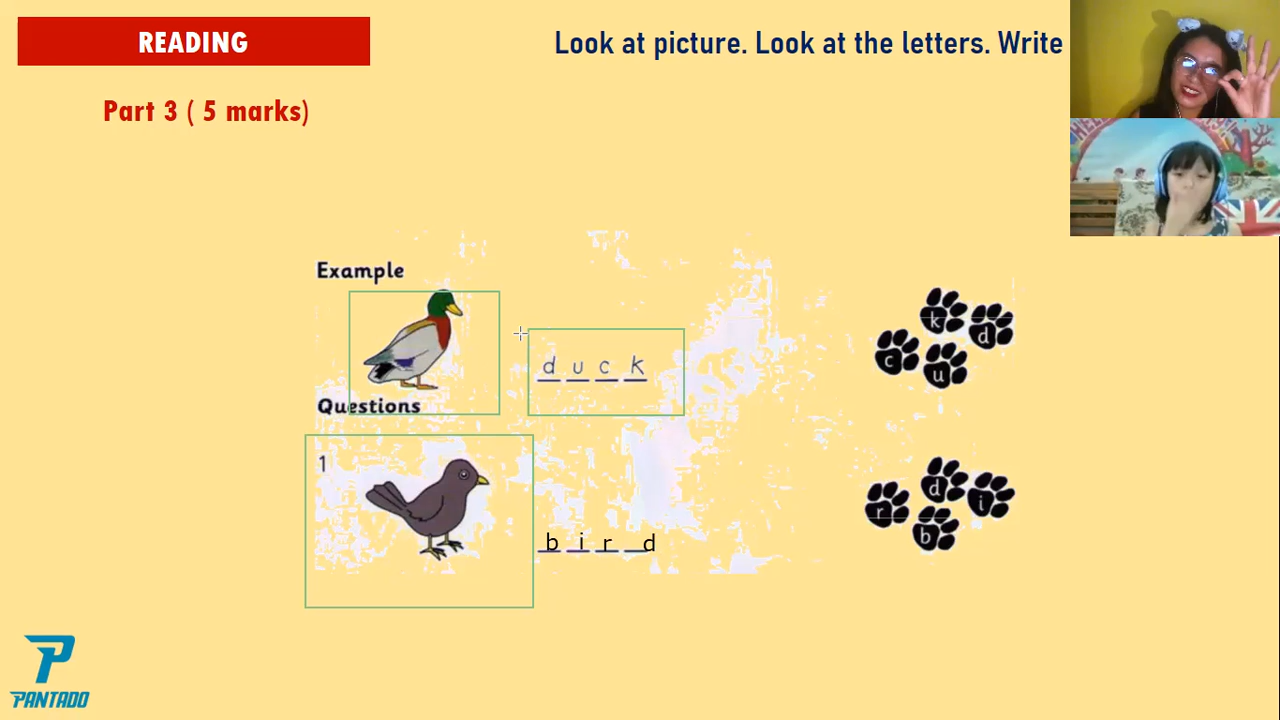 READING
Look at picture. Look at the letters. Write
Part 3 ( 5 marks)
Example
d u c k
k
d
c
u
Questions
1
b i r d
d
i
r
b
PANTADO